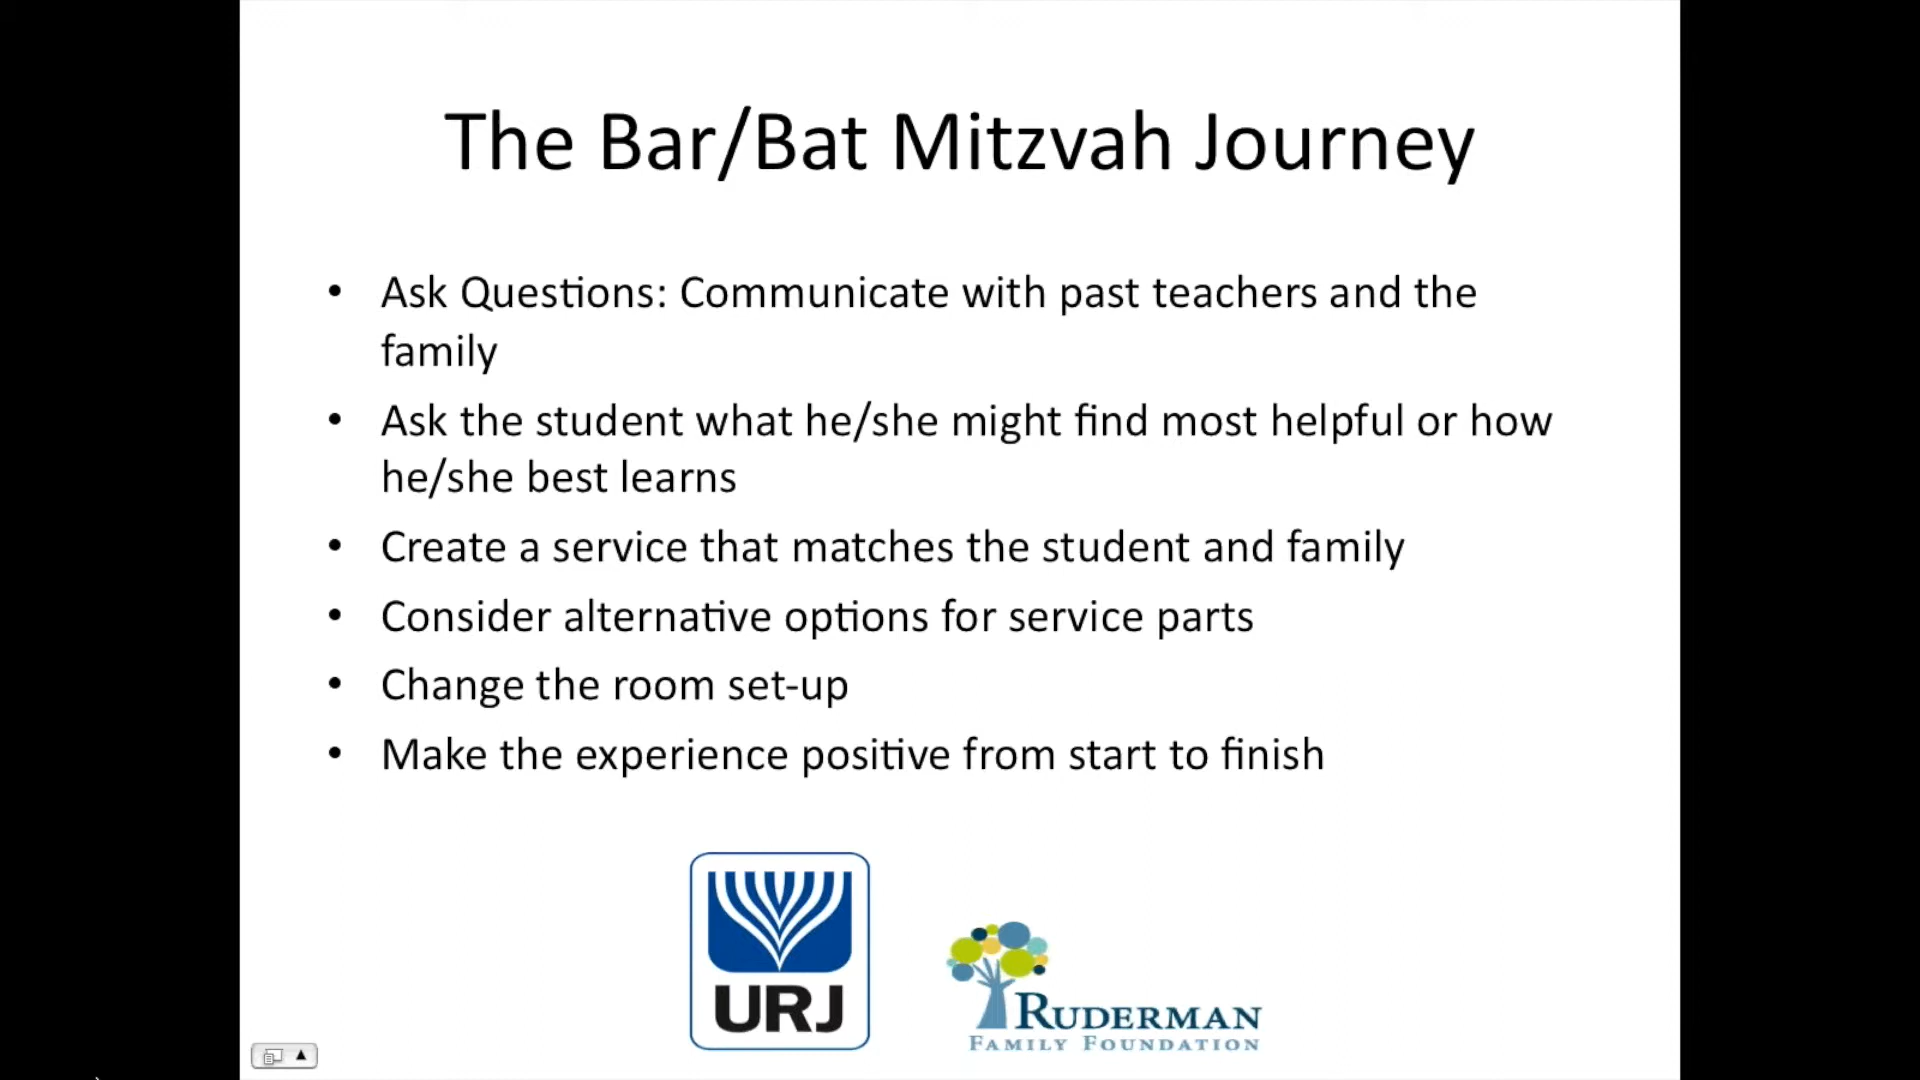 The Bar/Bat Mitzvah Journey
• Ask Questions: Communicate with past teachers and the
family
• Ask the student what he/she might find most helpful or how
he/she best learns
• Create a service that matches the student and family
• Consider alternative options for service parts
• Change the room set-up
• Make the experience positive from start to finish
URJ
RUDERMAN
FAMILY FOUNDATION